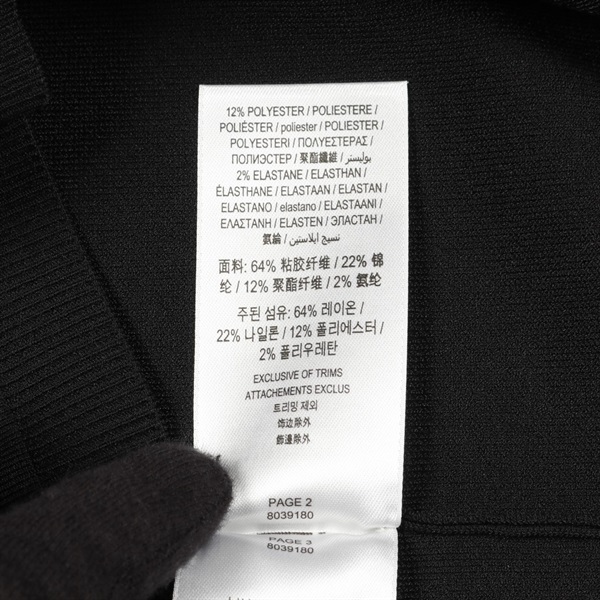 12% POLYESTER / POLIESTERE /
POLIÉSTER / poliester / POLIESTER /
POLYESTERI / ΠΟΛΥΕΣΤΕΡΑΣ /
ПОЛИЭСТЕР / 聚酯纖維 / بوليستر
2% ELASTANE / ELASTHAN /
ÉLASTHANE / ELASTAAN / ELASTAN /
ELASTANO / elastano / ELASTAANI /
ΕΛΑΣΤΑΝΗ / ELASTEN / ЭЛАСТАН /
氨綸 / نسيج ايلاستين
面料: 64% 粘胶纤维 / 22% 锦
纶 / 12% 聚酯纤维 / 2% 氨纶
주된 섬유: 64% 레이온 /
22% 나일론 / 12% 폴리에스터 /
2% 폴리우레탄
EXCLUSIVE OF TRIMS
ATTACHEMENTS EXCLUS
트리밍 제외
饰边除外
飾邊除外
PAGE 2
8039180
PAGE 3
8039180